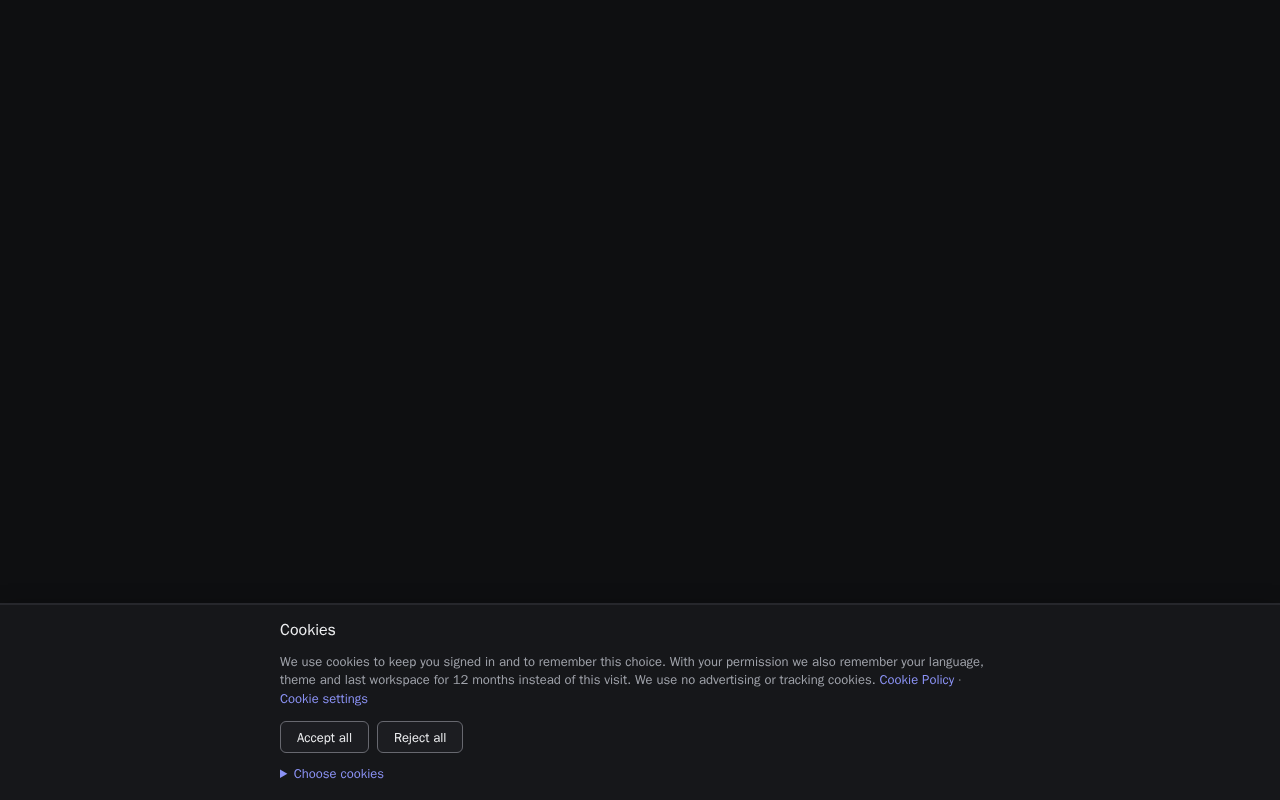 Cookies
We use cookies to keep you signed in and to remember this choice. With your permission we also remember your language,
theme and last workspace for 12 months instead of this visit. We use no advertising or tracking cookies. Cookie Policy ·
Cookie settings
Accept all Reject all
Choose cookies